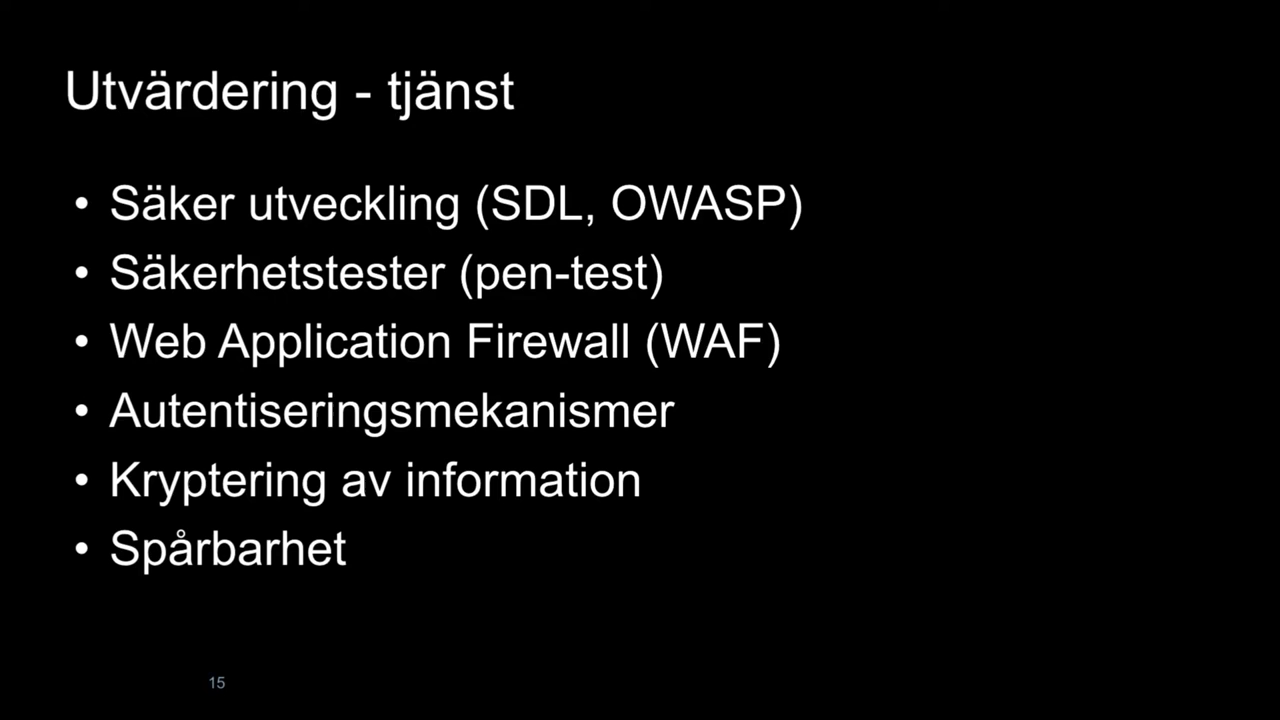 Utvärdering - tjänst
• Säker utveckling (SDL, OWASP)
• Säkerhetstester (pen-test)
• Web Application Firewall (WAF)
• Autentiseringsmekanismer
• Kryptering av information
• Spårbarhet
15